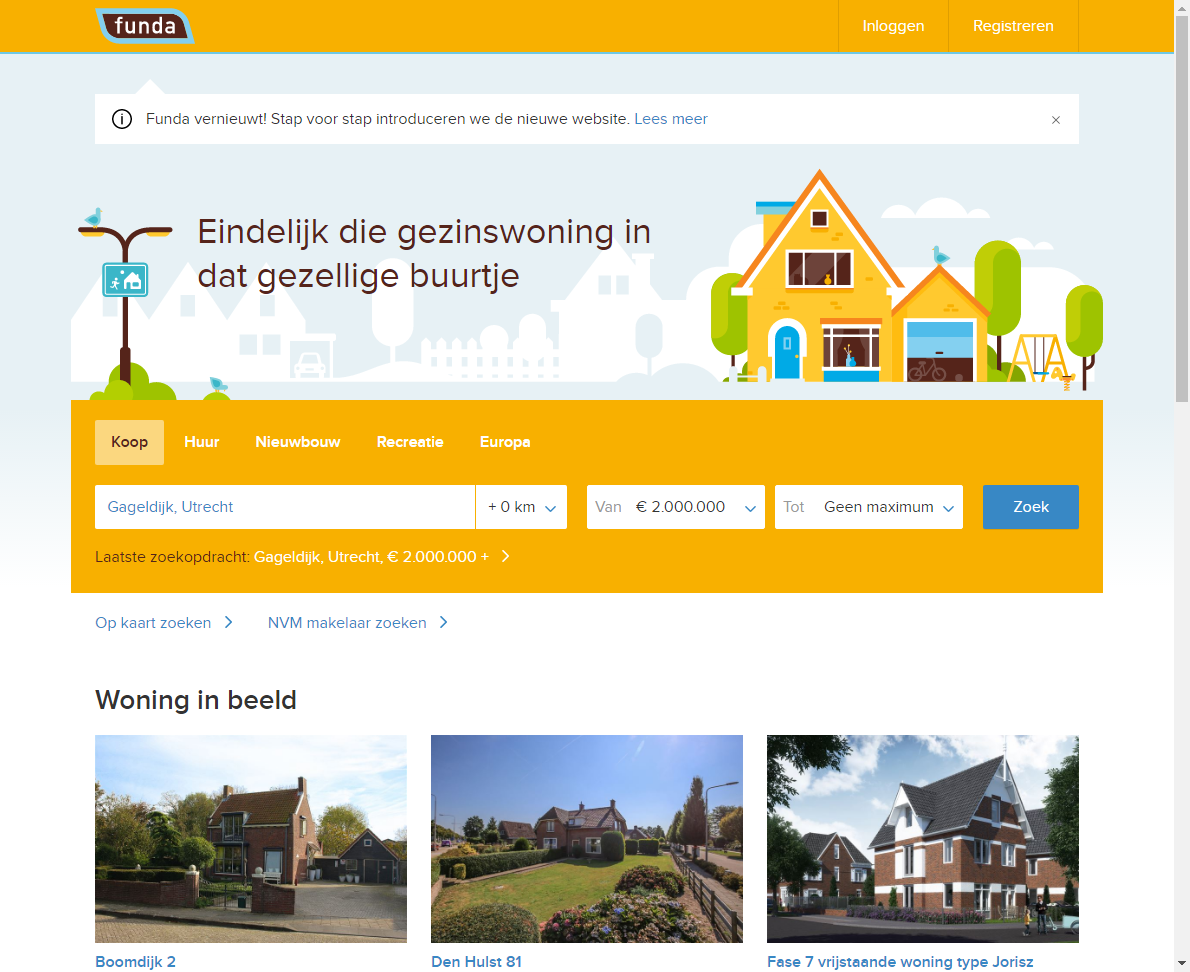 funda
Inloggen
Registreren
Funda vernieuwt! Stap voor stap introduceren we de nieuwe website. Lees meer
Eindelijk die gezinswoning in
dat gezellige buurtje
Koop Huur Nieuwbouw Recreatie Europa
Gageldijk, Utrecht + 0 km Van € 2.000.000 Tot Geen maximum Zoek
Laatste zoekopdracht: Gageldijk, Utrecht, € 2.000.000 +
Op kaart zoeken NVM makelaar zoeken
Woning in beeld
Boomdijk 2 Den Hulst 81 Fase 7 vrijstaande woning type Jorisz